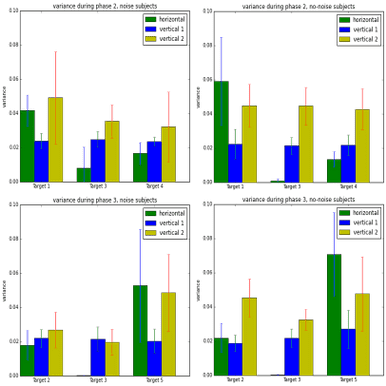 variance during phase 2, noise subjects
0.10
0.08
0.06
0.04
0.02
0.00
variance
horizontal
vertical 1
vertical 2
Target 1
Target 3
Target 4
variance during phase 2, no-noise subjects
0.10
0.08
0.06
0.04
0.02
0.00
variance
horizontal
vertical 1
vertical 2
Target 1
Target 3
Target 4
variance during phase 3, noise subjects
0.10
0.08
0.06
0.04
0.02
0.00
variance
horizontal
vertical 1
vertical 2
Target 2
Target 3
Target 5
variance during phase 3, no-noise subjects
0.10
0.08
0.06
0.04
0.02
0.00
variance
horizontal
vertical 1
vertical 2
Target 2
Target 3
Target 5